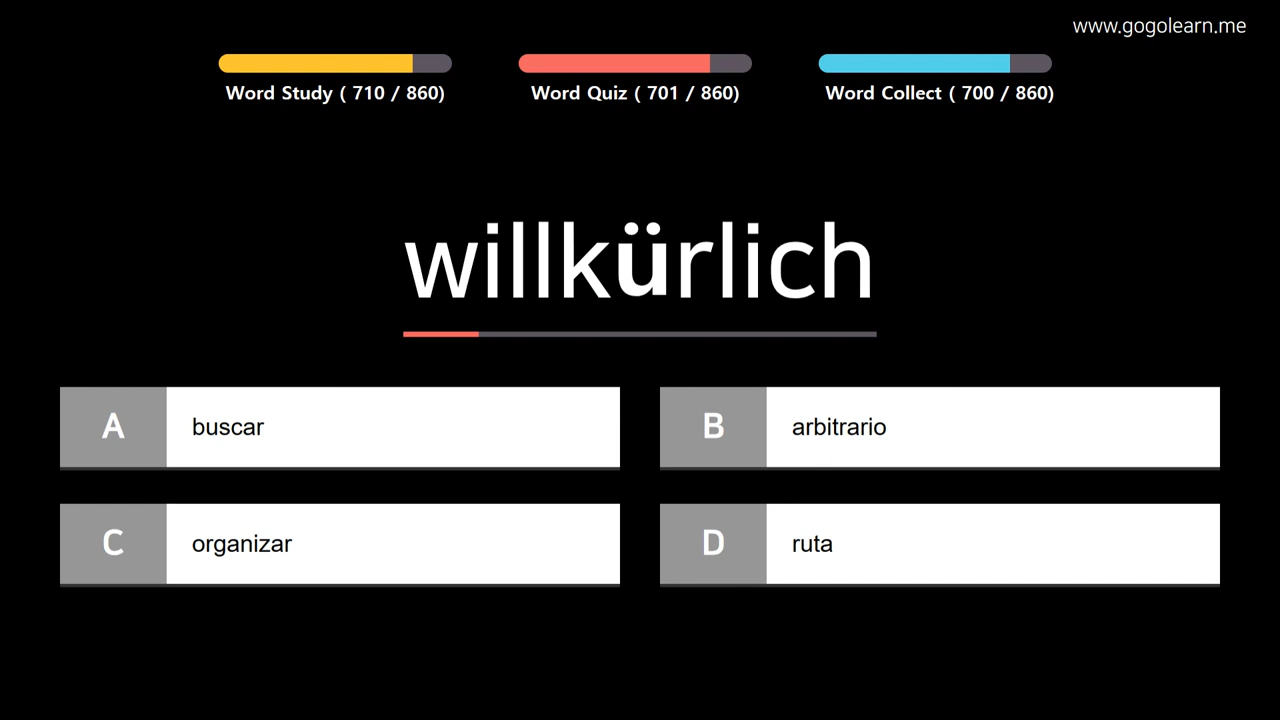 www.gogolearn.me
Word Study ( 710 / 860)
Word Quiz ( 701 / 860)
Word Collect ( 700 / 860)
willkürlich
A buscar
B arbitrario
C organizar
D ruta